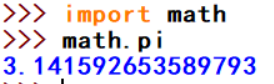 >>> import math
>>> math.pi
3.141592653589793
>>>